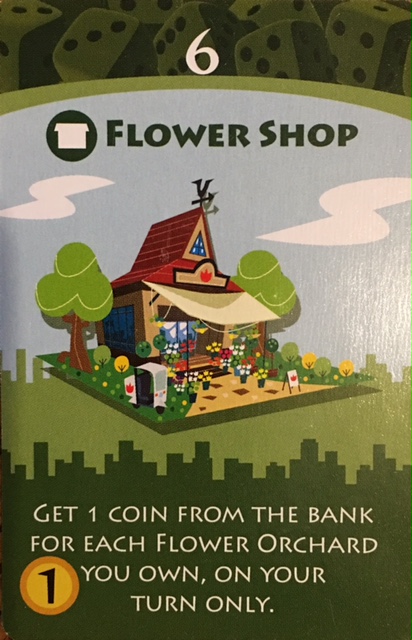 6
Flower Shop
Get 1 coin from the bank
for each Flower Orchard
you own, on your
turn only.
1